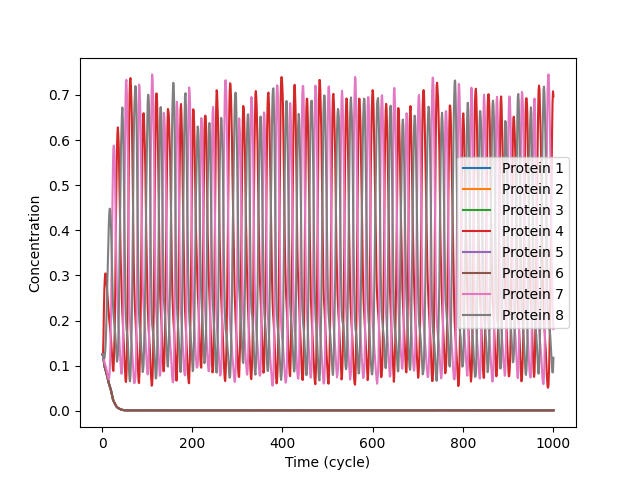 0.7
0.6
0.5
0.4
0.3
0.2
0.1
0.0
Concentration
Protein 1
Protein 2
Protein 3
Protein 4
Protein 5
Protein 6
Protein 7
Protein 8
0 200 400 600 800 1000
Time (cycle)